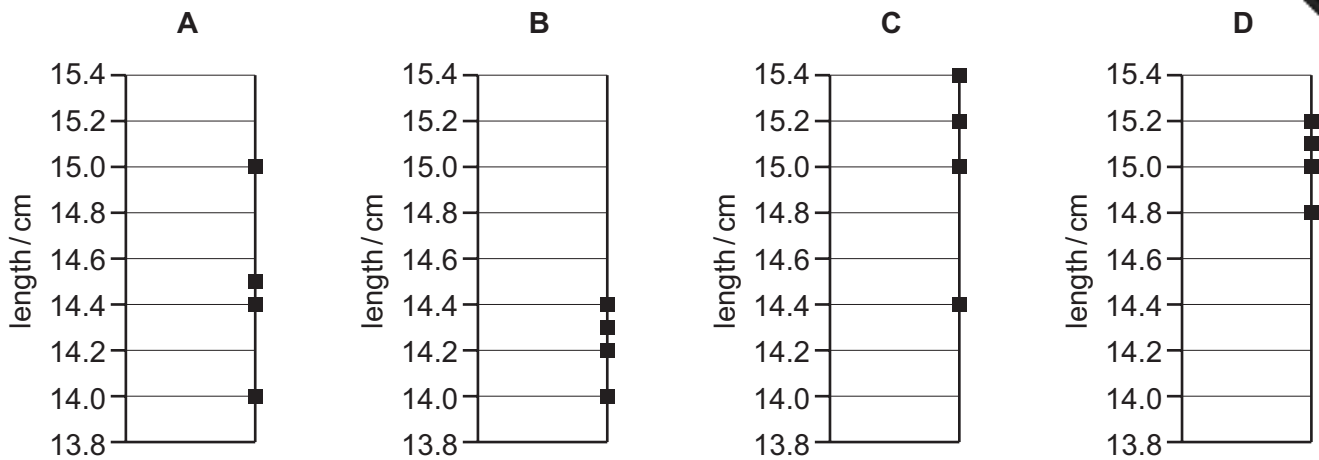 A B C D
15.4 15.4 15.4 15.4
15.2 15.2 15.2 15.2
15.0 15.0 15.0 15.0
14.8 14.8 14.8 14.8
length / cm length / cm length / cm length / cm
14.6 14.6 14.6 14.6
14.4 14.4 14.4 14.4
14.2 14.2 14.2 14.2
14.0 14.0 14.0 14.0
13.8 13.8 13.8 13.8